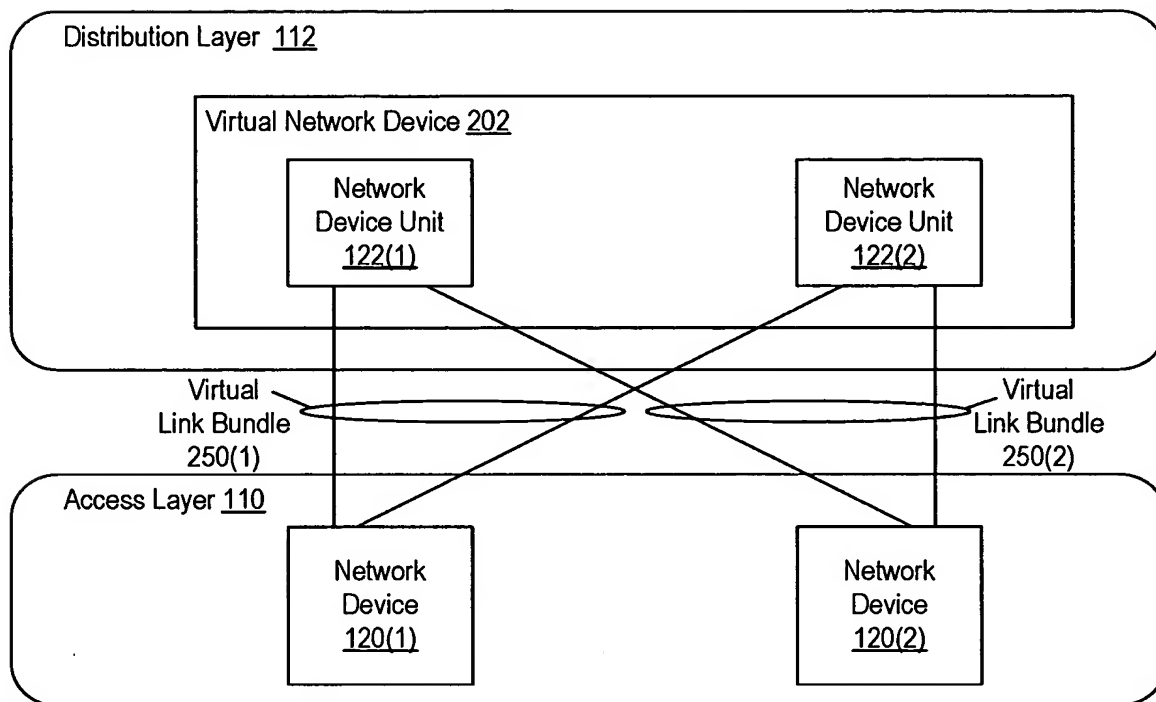 Distribution Layer 112
Virtual Network Device 202
Network
Device Unit
122(1)
Network
Device Unit
122(2)
Virtual
Link Bundle
250(1)
Virtual
Link Bundle
250(2)
Access Layer 110
Network
Device
120(1)
Network
Device
120(2)